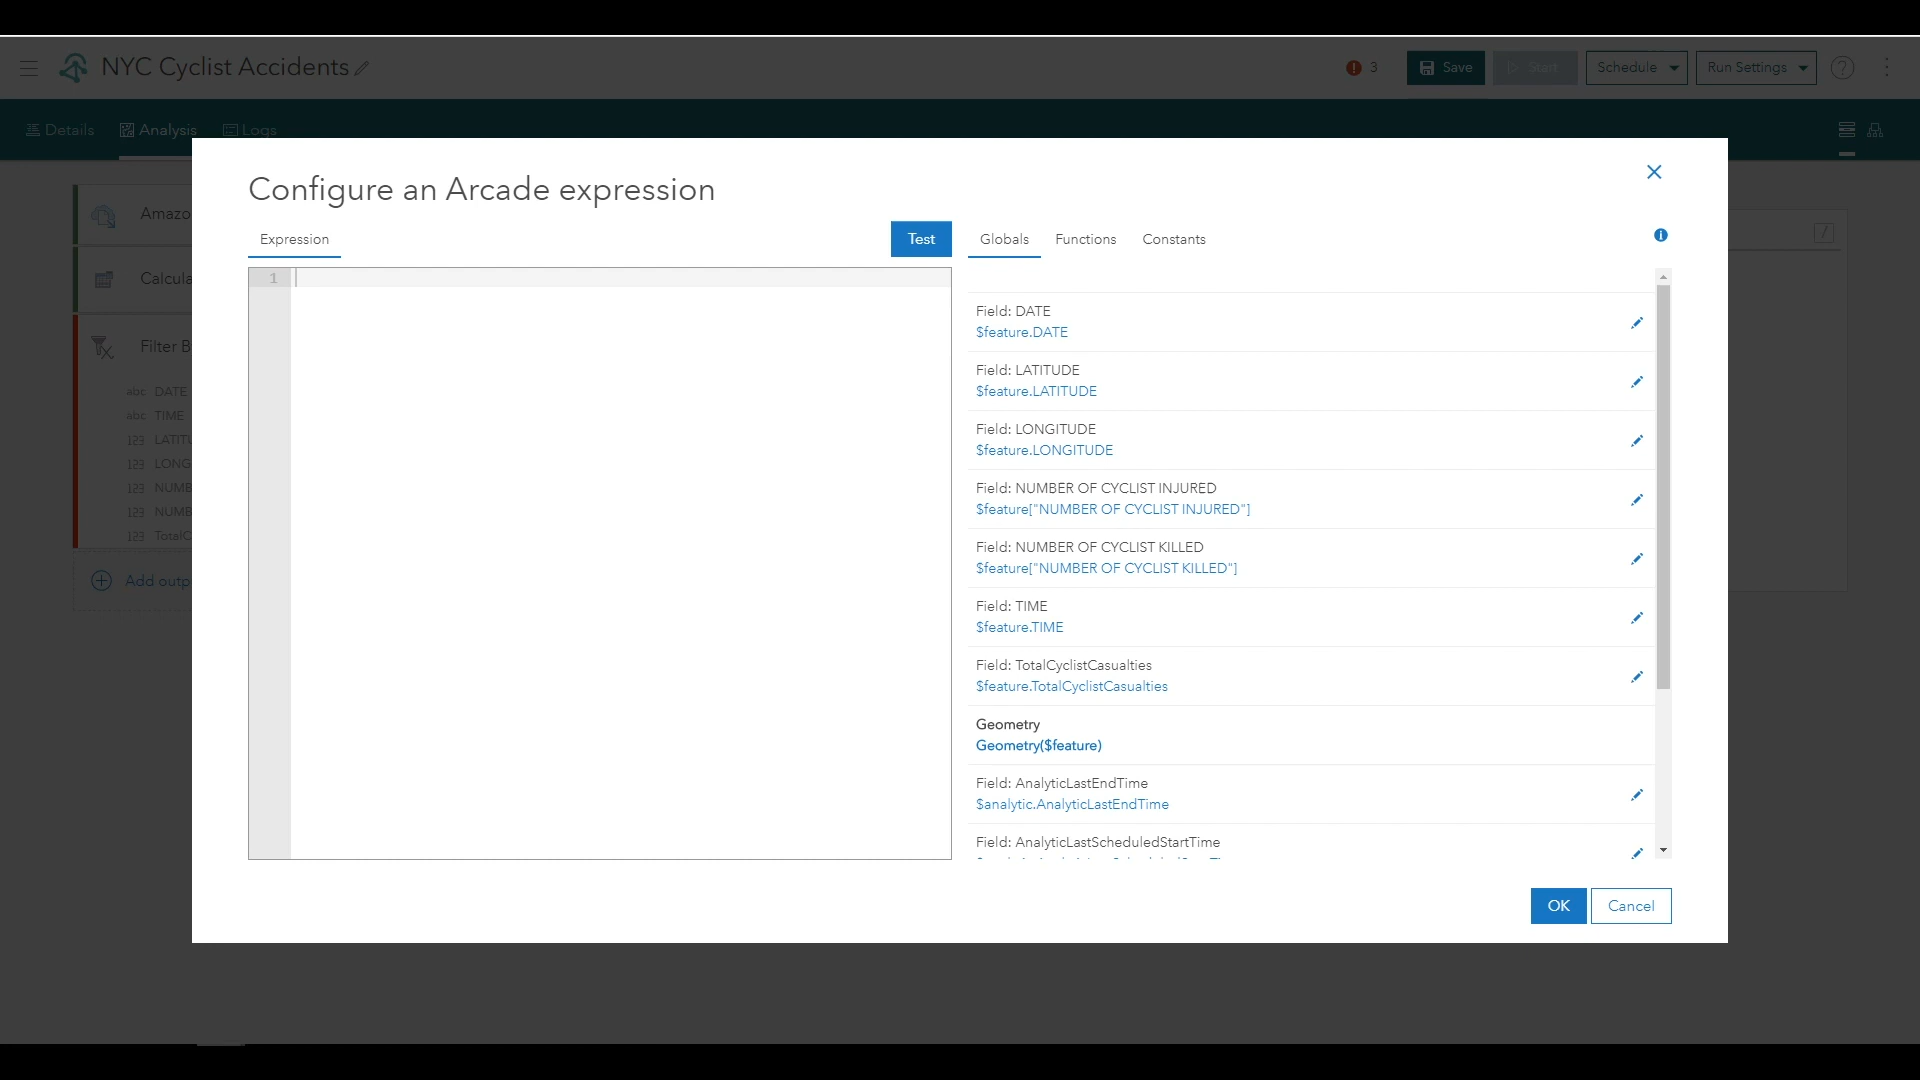 NYC Cyclist Accidents
3
Save
Start
Schedule
Run Settings
?
Details
Analysis
Logs
Configure an Arcade expression
Expression
Test
Globals
Functions
Constants
1
Field: DATE
$feature.DATE
Field: LATITUDE
$feature.LATITUDE
Field: LONGITUDE
$feature.LONGITUDE
Field: NUMBER OF CYCLIST INJURED
$feature["NUMBER OF CYCLIST INJURED"]
Field: NUMBER OF CYCLIST KILLED
$feature["NUMBER OF CYCLIST KILLED"]
Field: TIME
$feature.TIME
Field: TotalCyclistCasualties
$feature.TotalCyclistCasualties
Geometry
Geometry($feature)
Field: AnalyticLastEndTime
$analytic.AnalyticLastEndTime
Field: AnalyticLastScheduledStartTime
OK
Cancel
Amazo
Calcula
Filter B
abc DATE
abc TIME
123 LATITU
123 LONG
123 NUMB
123 NUMB
123 TotalC
Add outp